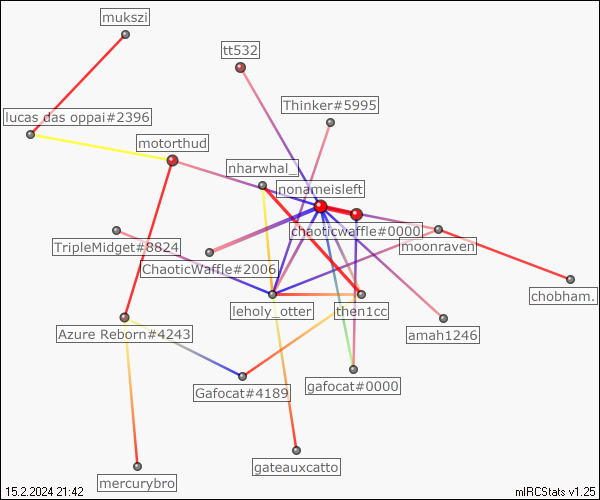 mukszi
tt532
Thinker#5995
lucas das oppai#2396
motorthud
nharwhal_
nonameisleft
chaoticwaffle#0000
TripleMidget#8824
moonraven
ChaoticWaffle#2006
chobham.
leholy_otter
then1cc
Azure Reborn#4243
amah1246
Gafocat#4189
gafocat#0000
gateauxcatto
mercurybro
15.2.2024 21:42
mIRCStats v1.25